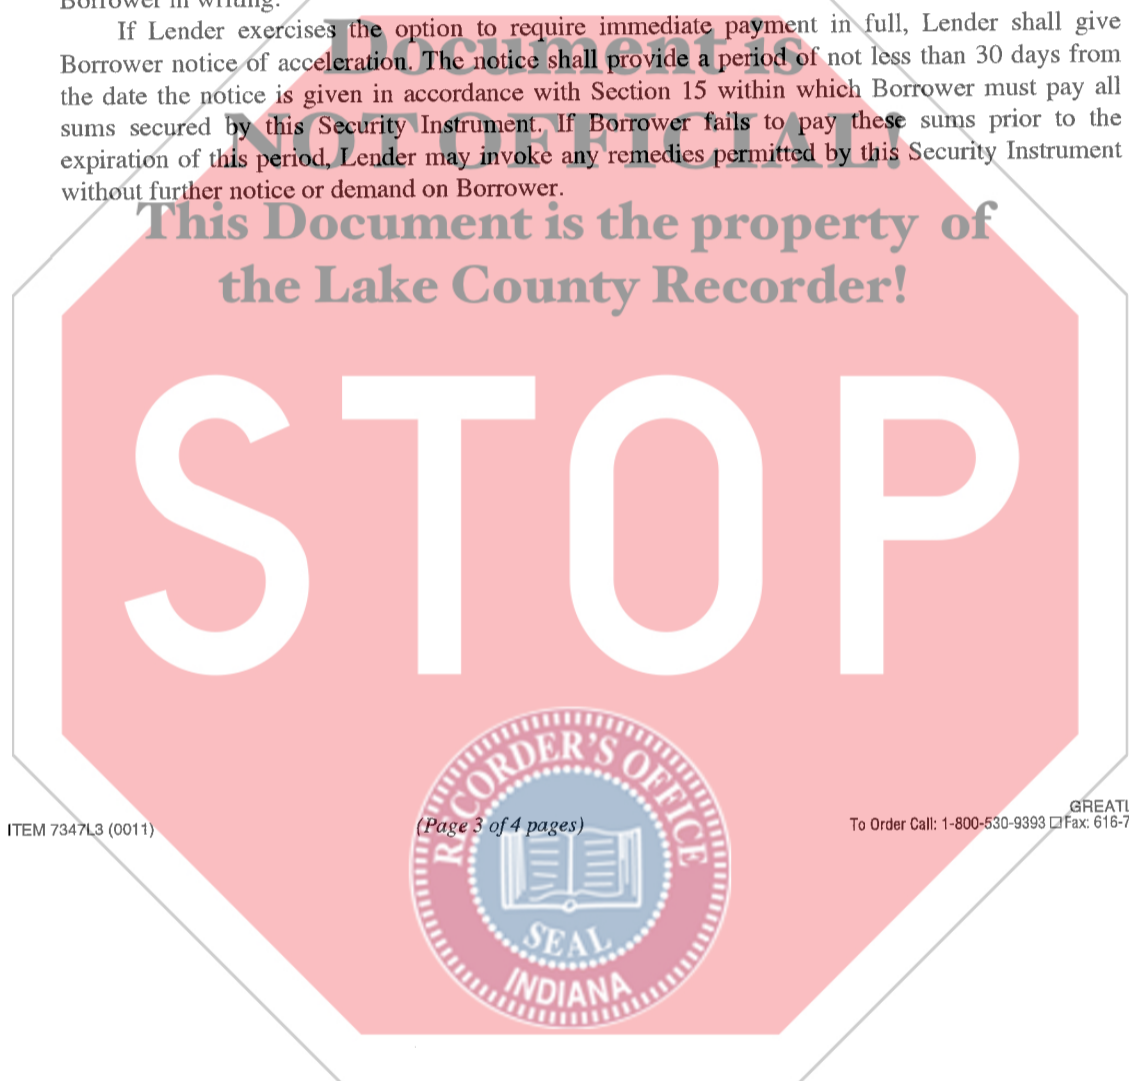 Borrower in writing.
If Lender exercises the option to require immediate payment in full, Lender shall give
Borrower notice of acceleration. The notice shall provide a period of not less than 30 days from
the date the notice is given in accordance with Section 15 within which Borrower must pay all
sums secured by this Security Instrument. If Borrower fails to pay these sums prior to the
expiration of this period, Lender may invoke any remedies permitted by this Security Instrument
without further notice or demand on Borrower.
Document is
NOT OFFICIAL!
This Document is the property of
the Lake County Recorder!
STOP
ITEM 7347L3 (0011)
(Page 3 of 4 pages)
GREATL
To Order Call: 1-800-530-9393 ☐Fax: 616-7
RECORDER'S OFFICE
SEAL
INDIANA